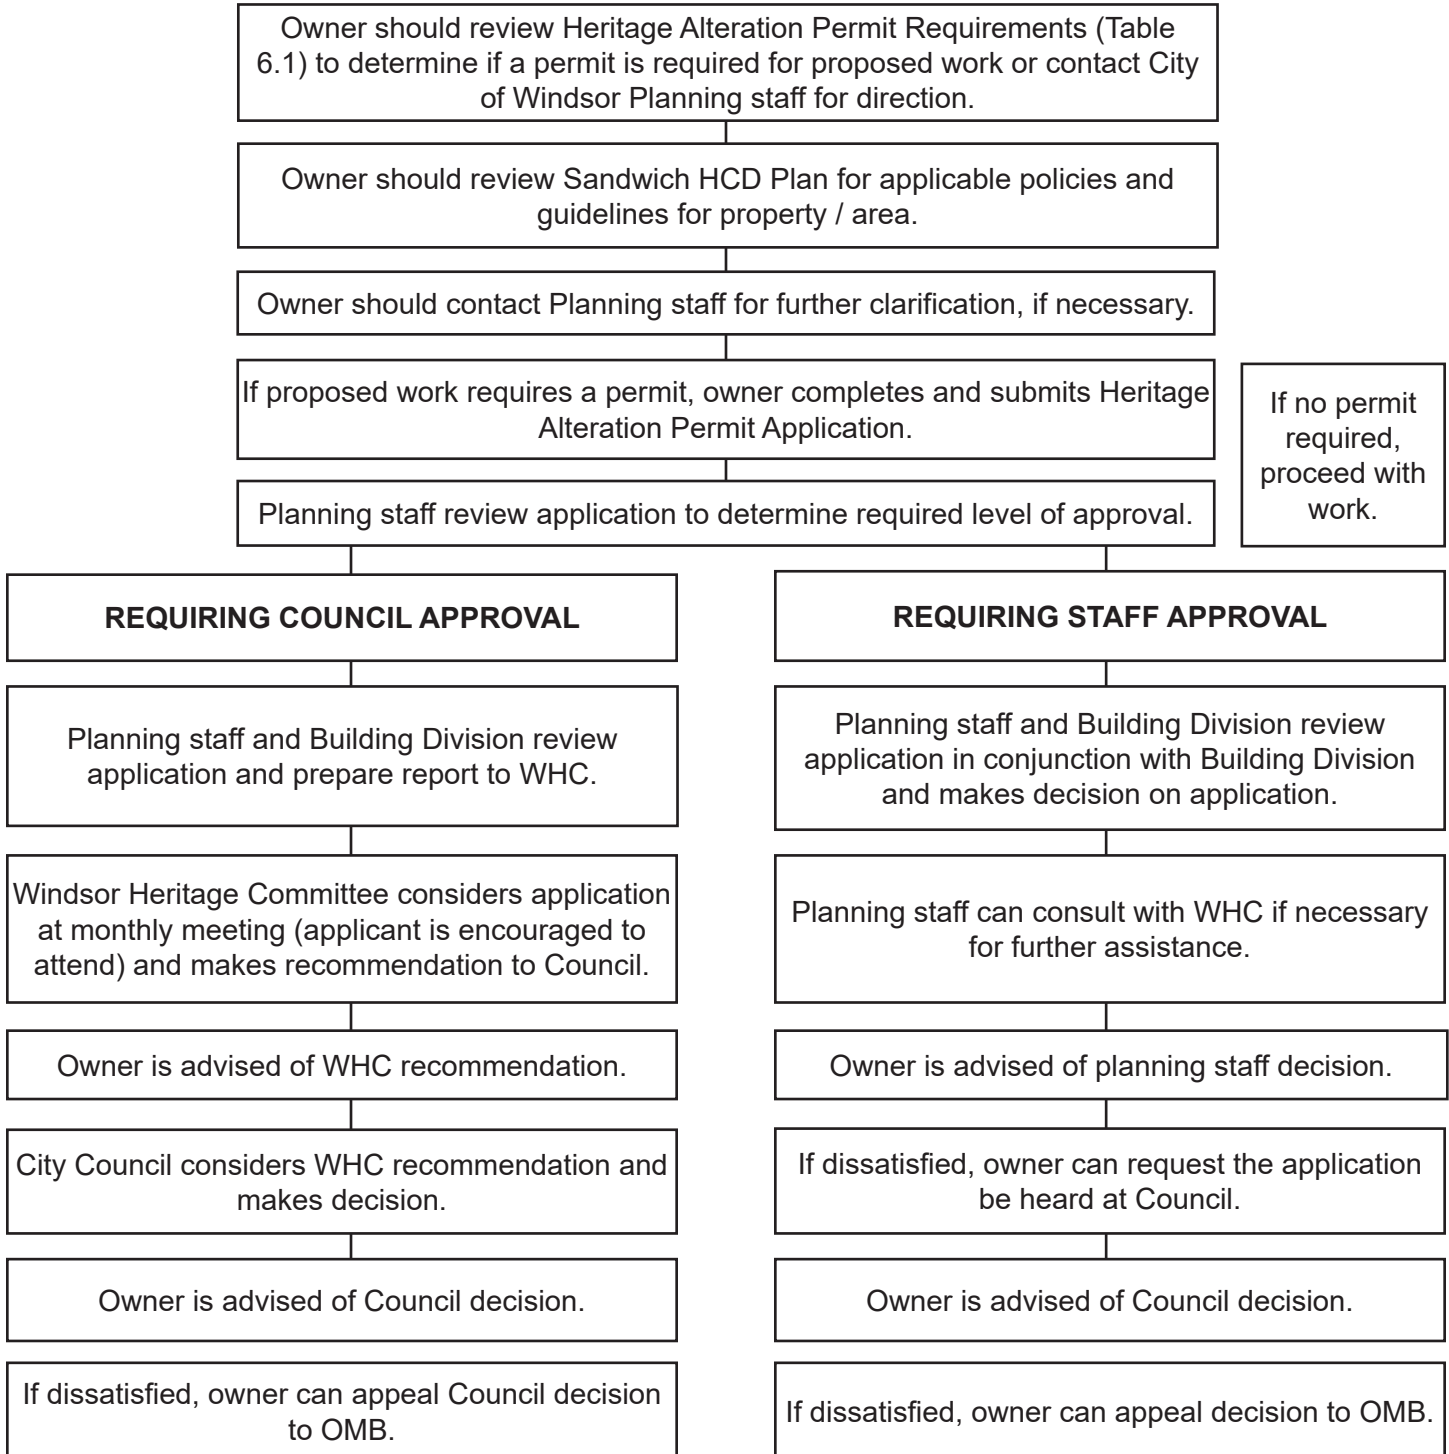 Owner should review Heritage Alteration Permit Requirements (Table
6.1) to determine if a permit is required for proposed work or contact City
of Windsor Planning staff for direction.
Owner should review Sandwich HCD Plan for applicable policies and
guidelines for property / area.
Owner should contact Planning staff for further clarification, if necessary.
If proposed work requires a permit, owner completes and submits Heritage
Alteration Permit Application.
If no permit
required,
proceed with
work.
Planning staff review application to determine required level of approval.
REQUIRING COUNCIL APPROVAL
Planning staff and Building Division review
application and prepare report to WHC.
Windsor Heritage Committee considers application
at monthly meeting (applicant is encouraged to
attend) and makes recommendation to Council.
Owner is advised of WHC recommendation.
City Council considers WHC recommendation and
makes decision.
Owner is advised of Council decision.
If dissatisfied, owner can appeal Council decision
to OMB.
REQUIRING STAFF APPROVAL
Planning staff and Building Division review
application in conjunction with Building Division
and makes decision on application.
Planning staff can consult with WHC if necessary
for further assistance.
Owner is advised of planning staff decision.
If dissatisfied, owner can request the application
be heard at Council.
Owner is advised of Council decision.
If dissatisfied, owner can appeal decision to OMB.